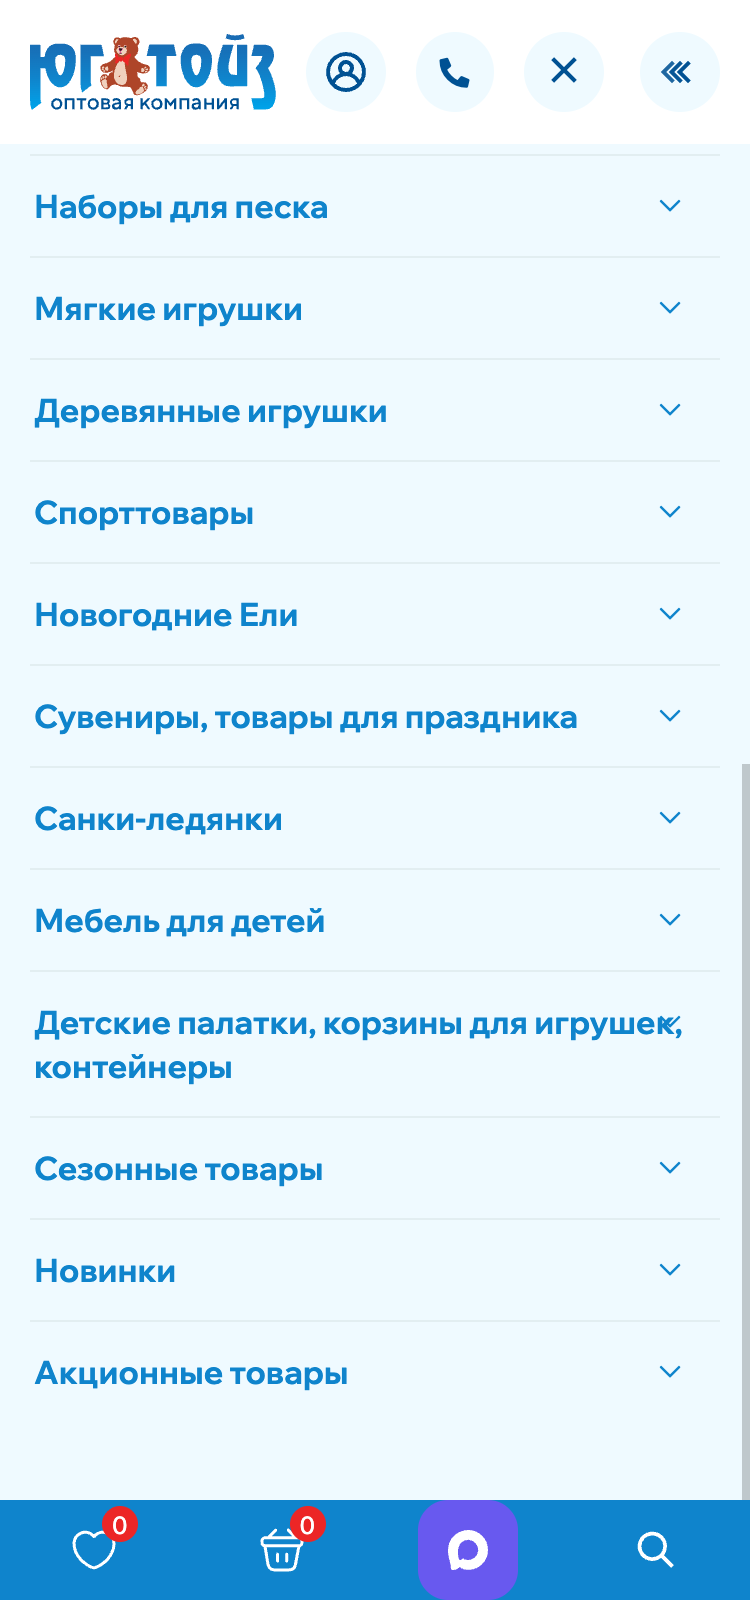 ЮГ ТОЙЗ
оптовая компания
Наборы для песка
Мягкие игрушки
Деревянные игрушки
Спорттовары
Новогодние Ели
Сувениры, товары для праздника
Санки-ледянки
Мебель для детей
Детские палатки, корзины для игрушек,
контейнеры
Сезонные товары
Новинки
Акционные товары
0
0